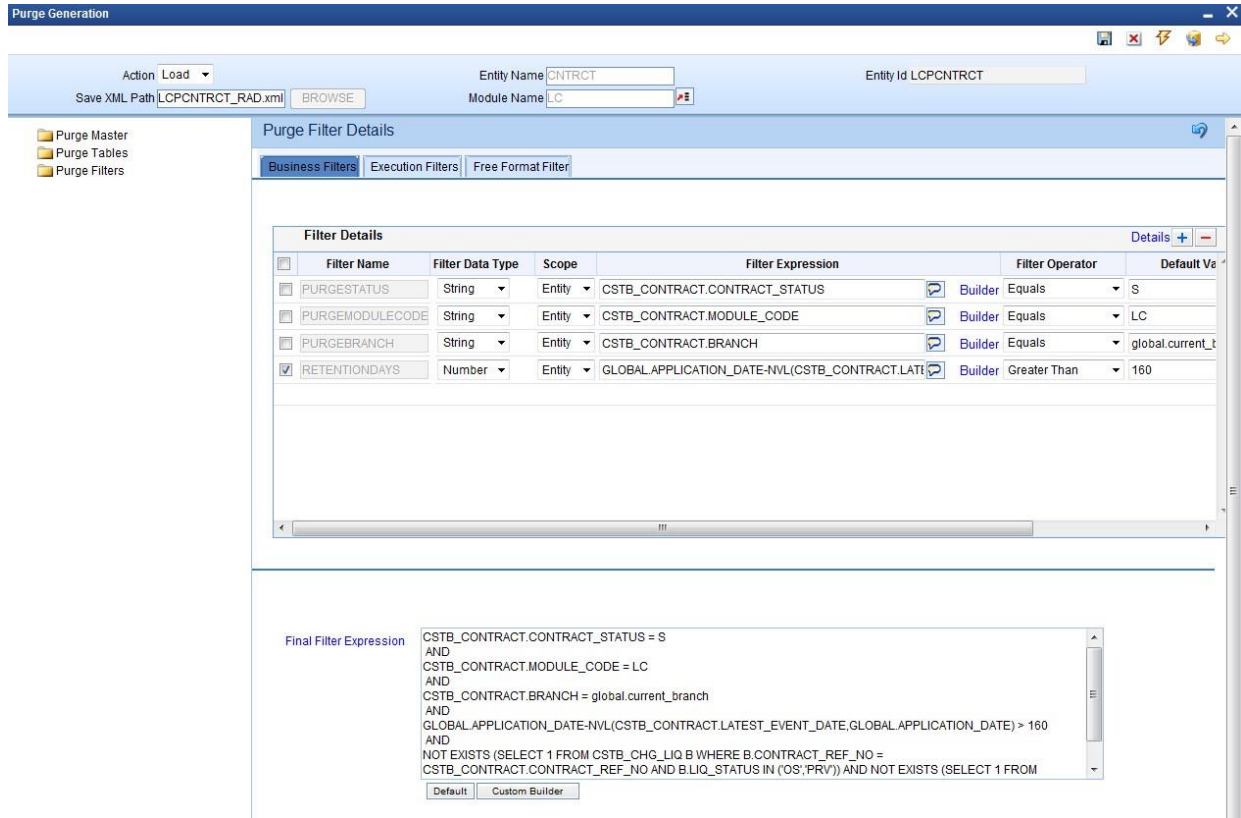 Purge Generation
Action Load Entity Name CNTRCT Entity Id LCPCNTRCT
Save XML Path LCPCNTRCT_RAD.xml BROWSE Module Name LC
Purge Master
Purge Tables
Purge Filters
Purge Filter Details
Business Filters Execution Filters Free Format Filter
Filter Details Details
Filter Name Filter Data Type Scope Filter Expression Filter Operator Default Va
PURGESTATUS String Entity CSTB_CONTRACT.CONTRACT_STATUS Builder Equals S
PURGEMODULECODE String Entity CSTB_CONTRACT.MODULE_CODE Builder Equals LC
PURGEBRANCH String Entity CSTB_CONTRACT.BRANCH Builder Equals global.current_b
RETENTIONDAYS Number Entity GLOBAL.APPLICATION_DATE-NVL(CSTB_CONTRACT.LATE Builder Greater Than 160
Final Filter Expression
CSTB_CONTRACT.CONTRACT_STATUS = S
AND
CSTB_CONTRACT.MODULE_CODE = LC
AND
CSTB_CONTRACT.BRANCH = global.current_branch
AND
GLOBAL.APPLICATION_DATE-NVL(CSTB_CONTRACT.LATEST_EVENT_DATE,GLOBAL.APPLICATION_DATE) > 160
AND
NOT EXISTS (SELECT 1 FROM CSTB_CHG_LIQ B WHERE B.CONTRACT_REF_NO =
CSTB_CONTRACT.CONTRACT_REF_NO AND B.LIQ_STATUS IN ('OS','PRV')) AND NOT EXISTS (SELECT 1 FROM
Default Custom Builder